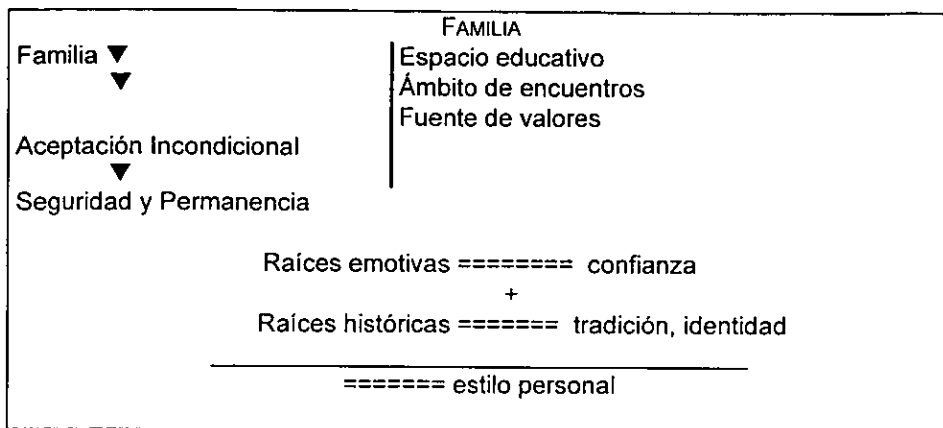 FAMILIA
Familia ▼
▼
Espacio educativo
Ámbito de encuentros
Fuente de valores
Aceptación Incondicional
▼
Seguridad y Permanencia
Raíces emotivas ======== confianza
+
Raíces históricas ======= tradición, identidad
======= estilo personal